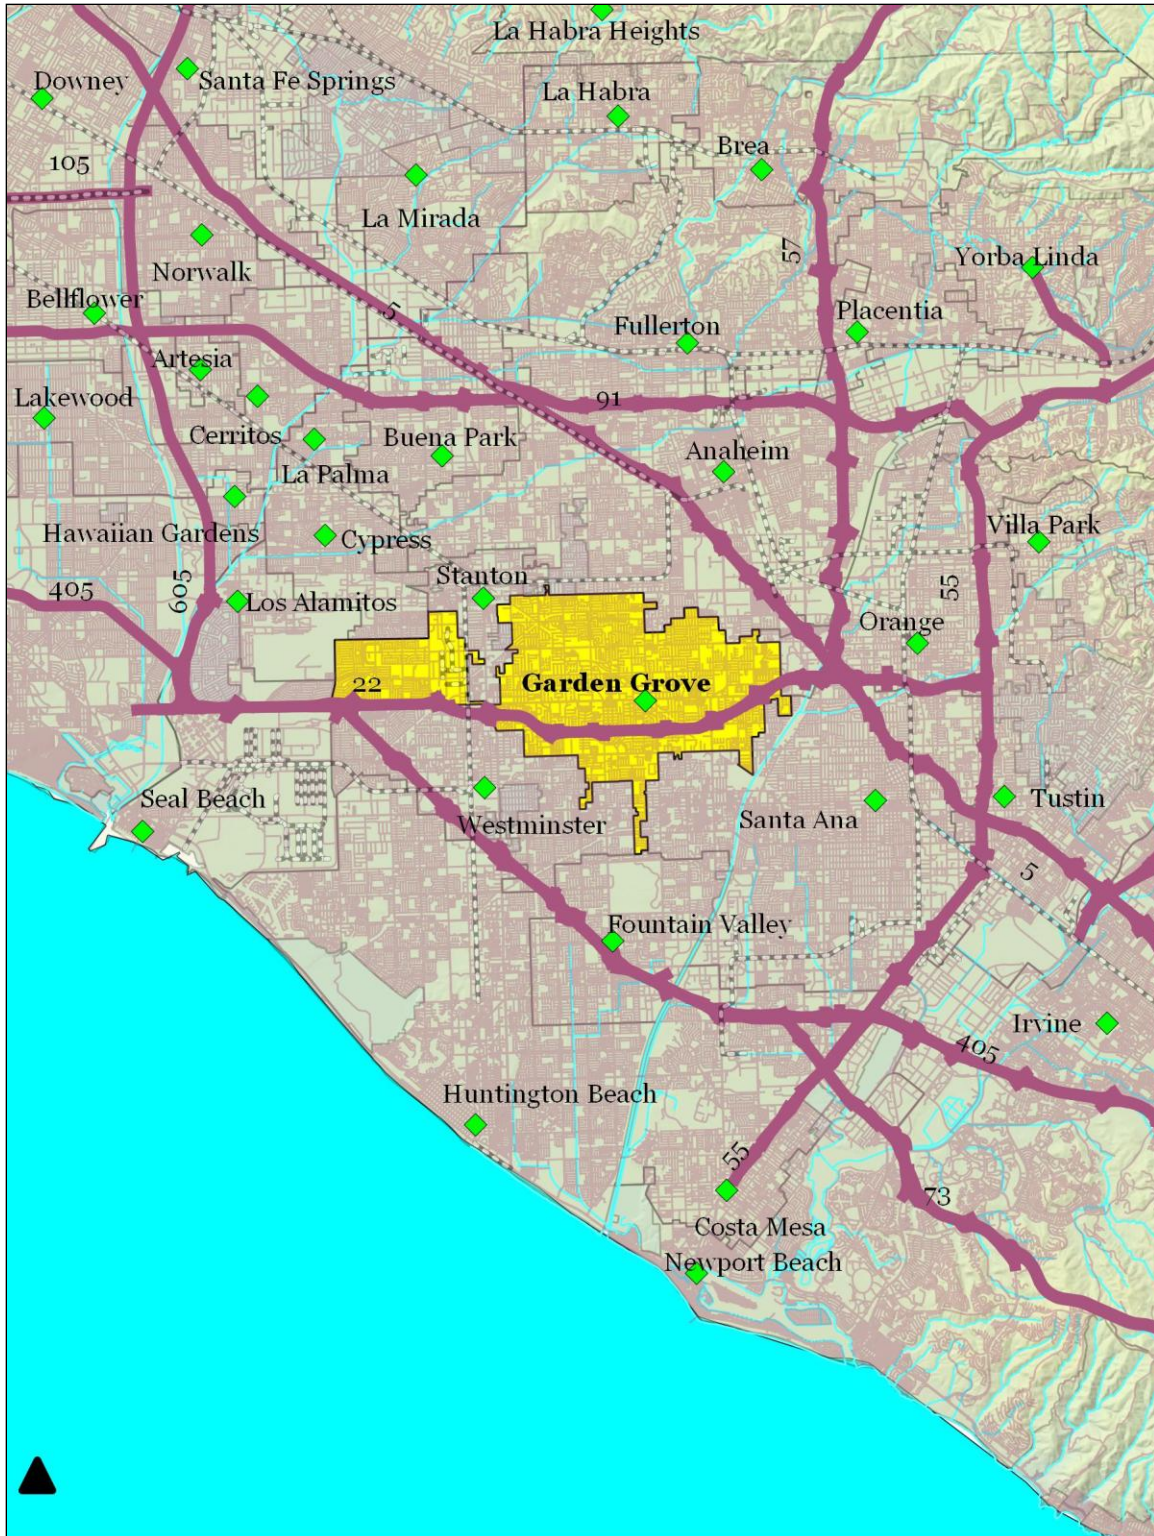 La Habra Heights
Downey
Santa Fe Springs
La Habra
Brea
105
La Mirada
57
Norwalk
Yorba Linda
Bellflower
5
Placentia
Fullerton
Artesia
Lakewood
91
Cerritos
Buena Park
Anaheim
La Palma
Hawaiian Gardens
Cypress
Villa Park
Stanton
405
605
55
Los Alamitos
Orange
22
Garden Grove
Seal Beach
Tustin
Westminster
Santa Ana
5
Fountain Valley
Irvine
405
Huntington Beach
55
73
Costa Mesa
Newport Beach